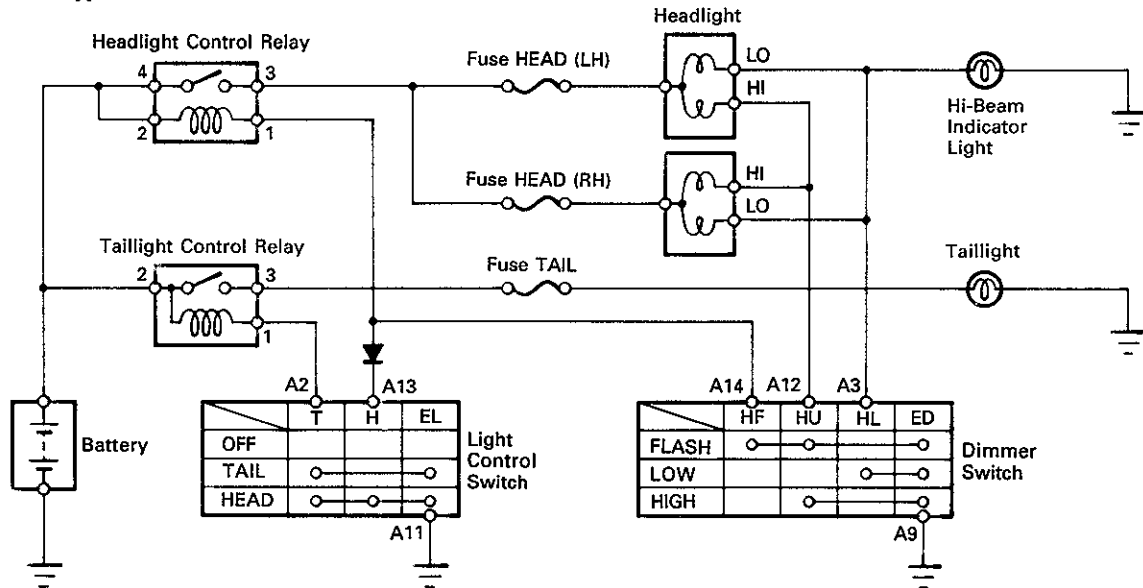 Headlight
Headlight Control Relay
4
3
2
1
Fuse HEAD (LH)
LO
HI
Hi-Beam
Indicator
Light
Fuse HEAD (RH)
HI
LO
Taillight Control Relay
2
3
1
Fuse TAIL
Taillight
Battery
A2
A13
T
H
EL
OFF
TAIL
HEAD
A11
Light
Control
Switch
A14
A12
A3
HF
HU
HL
ED
FLASH
LOW
HIGH
A9
Dimmer
Switch